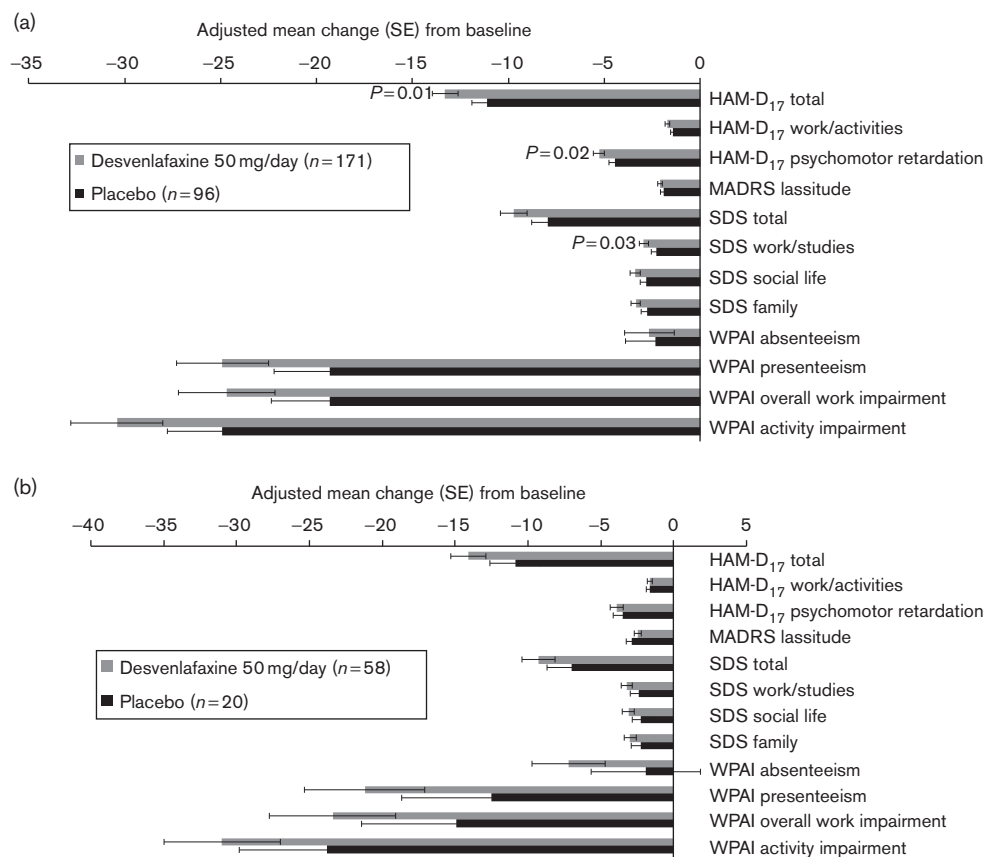 (a)
Adjusted mean change (SE) from baseline
−35 −30 −25 −20 −15 −10 −5 0
P=0.01 HAM-D17 total
HAM-D17 work/activities
Desvenlafaxine 50 mg/day (n=171)
P=0.02 HAM-D17 psychomotor retardation
Placebo (n=96)
MADRS lassitude
SDS total
P=0.03 SDS work/studies
SDS social life
SDS family
WPAI absenteeism
WPAI presenteeism
WPAI overall work impairment
WPAI activity impairment
(b)
Adjusted mean change (SE) from baseline
−40 −35 −30 −25 −20 −15 −10 −5 0 5
HAM-D17 total
HAM-D17 work/activities
HAM-D17 psychomotor retardation
MADRS lassitude
Desvenlafaxine 50 mg/day (n=58)
SDS total
Placebo (n=20)
SDS work/studies
SDS social life
SDS family
WPAI absenteeism
WPAI presenteeism
WPAI overall work impairment
WPAI activity impairment